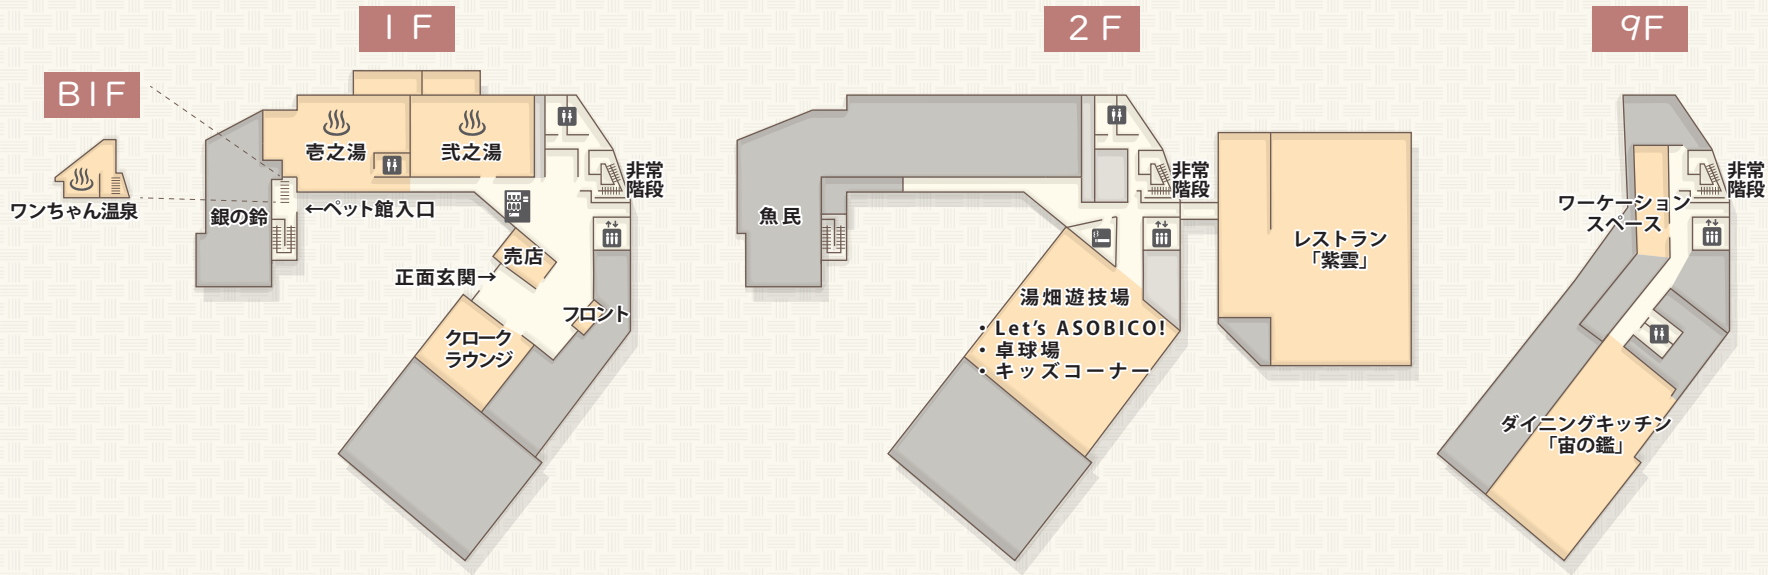 1F
B1F
ワンちゃん温泉
壱之湯
弐之湯
非常
階段
銀の鈴
←ペット館入口
売店
正面玄関→
フロント
クローク
ラウンジ
2F
非常
階段
魚民
湯畑遊技場
・Let's ASOBICO!
・卓球場
・キッズコーナー
レストラン
「紫雲」
9F
非常
階段
ワーケーション
スペース
ダイニングキッチン
「宙の鑑」